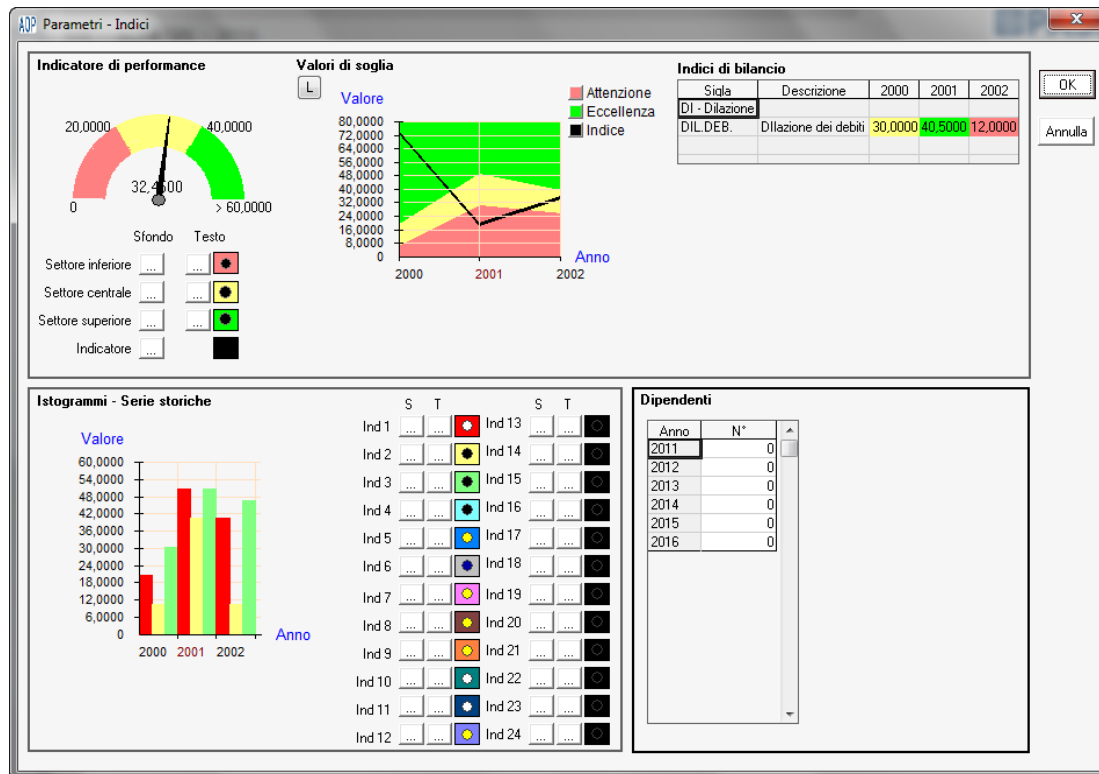 AOP Parametri - Indici
Indicatore di performance
20,0000
40,0000
0
> 60,0000
Sfondo Testo
Settore inferiore ... ...
Settore centrale ... ...
Settore superiore ... ...
Indicatore ...
Valori di soglia
L
Valore
Attenzione
Eccellenza
Indice
80,0000
72,0000
64,0000
56,0000
48,0000
40,0000
32,0000
24,0000
16,0000
8,0000
0
Anno
2000 2001 2002
Indici di bilancio
Sigla Descrizione 2000 2001 2002
DI - Dilazione
DIL.DEB. DIlazione dei debiti 30,0000 40,5000 12,0000
OK
Annulla
Istogrammi - Serie storiche
Valore
60,0000
54,0000
48,0000
42,0000
36,0000
30,0000
24,0000
18,0000
12,0000
6,0000
0
Anno
2000 2001 2002
S T S T
Ind 1 ... ... Ind 13 ... ...
Ind 2 ... ... Ind 14 ... ...
Ind 3 ... ... Ind 15 ... ...
Ind 4 ... ... Ind 16 ... ...
Ind 5 ... ... Ind 17 ... ...
Ind 6 ... ... Ind 18 ... ...
Ind 7 ... ... Ind 19 ... ...
Ind 8 ... ... Ind 20 ... ...
Ind 9 ... ... Ind 21 ... ...
Ind 10 ... ... Ind 22 ... ...
Ind 11 ... ... Ind 23 ... ...
Ind 12 ... ... Ind 24 ... ...
Dipendenti
Anno N°
2011 0
2012 0
2013 0
2014 0
2015 0
2016 0